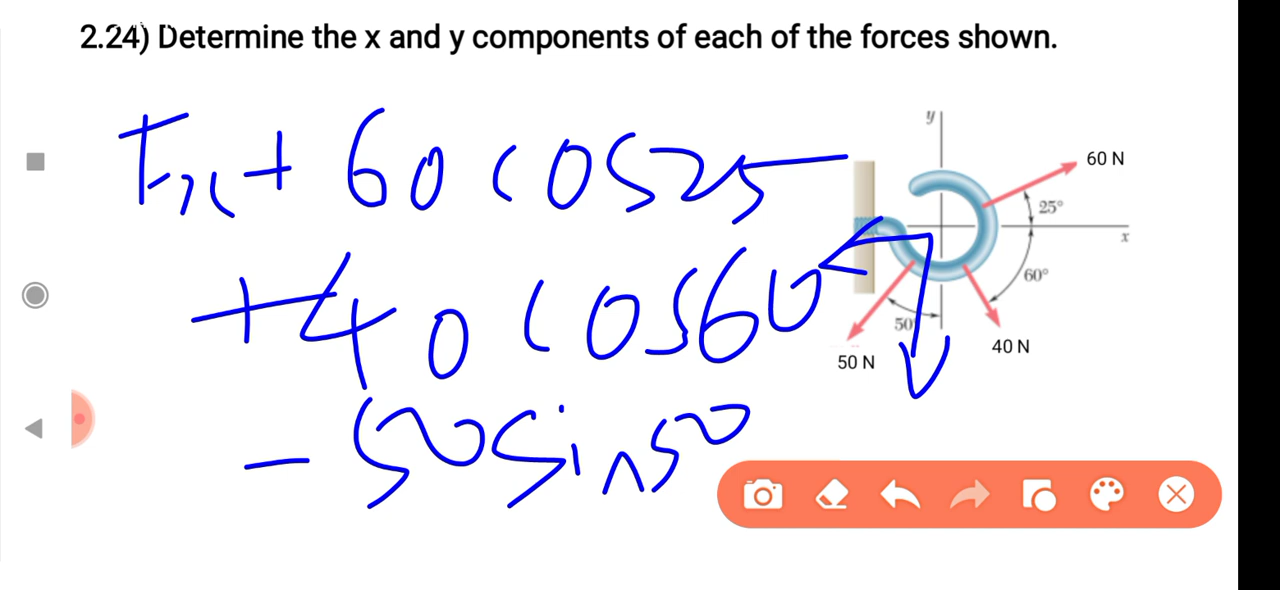 2.24) Determine the x and y components of each of the forces shown.
y
60 N
25°
x
60°
50
40 N
50 N
+ 60 cos25
+40 cos60
- 50 sin50